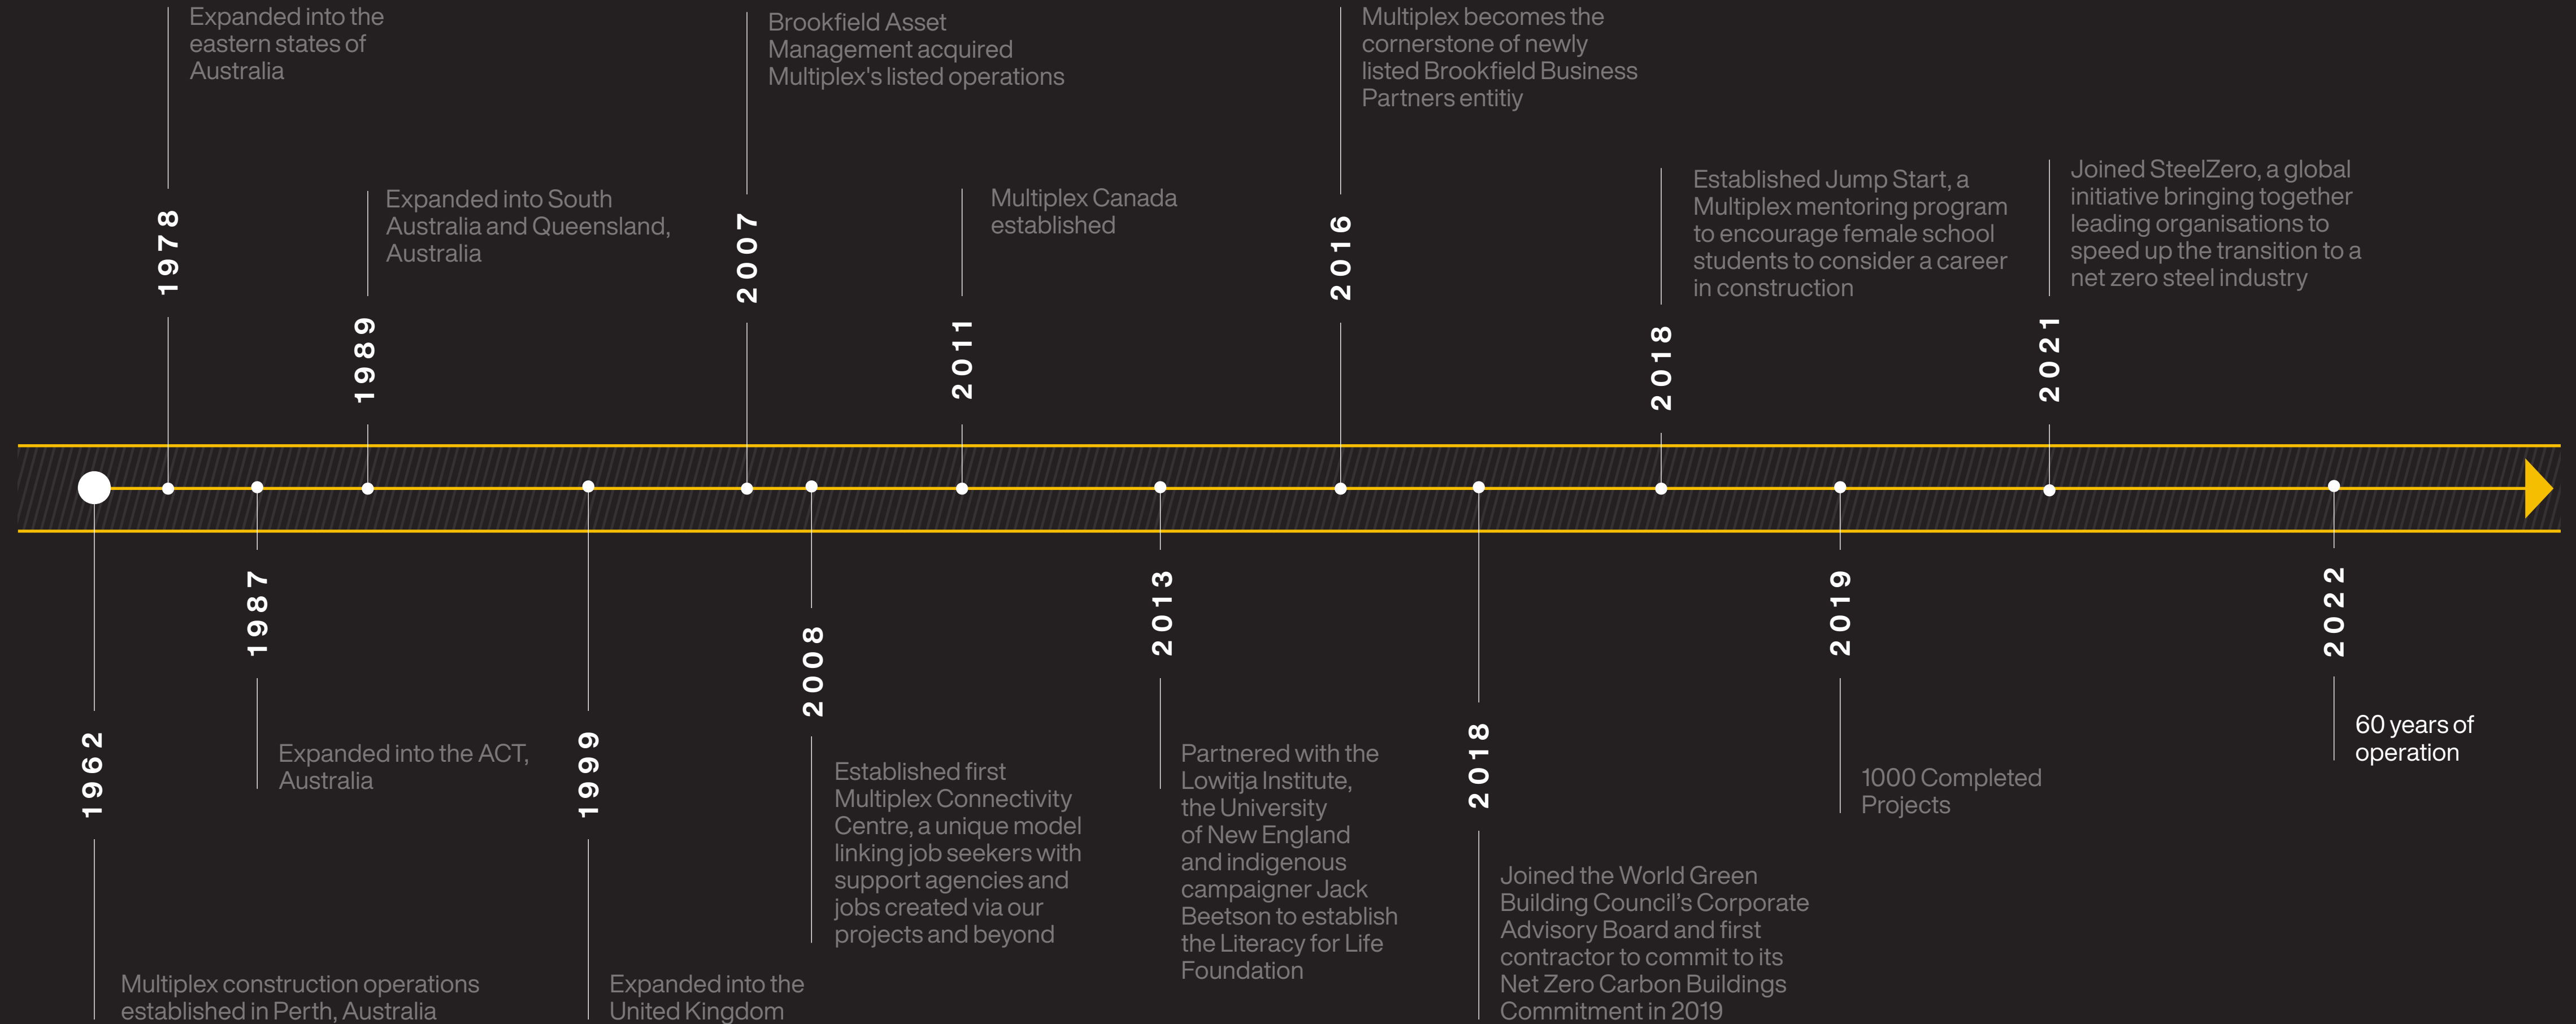 1962
Multiplex construction operations
established in Perth, Australia
1978
Expanded into the
eastern states of
Australia
1987
Expanded into the ACT,
Australia
1989
Expanded into South
Australia and Queensland,
Australia
1999
Expanded into the
United Kingdom
2007
Brookfield Asset
Management acquired
Multiplex's listed operations
2008
Established first
Multiplex Connectivity
Centre, a unique model
linking job seekers with
support agencies and
jobs created via our
projects and beyond
2011
Multiplex Canada
established
2013
Partnered with the
Lowitja Institute,
the University
of New England
and indigenous
campaigner Jack
Beetson to establish
the Literacy for Life
Foundation
2016
Multiplex becomes the
cornerstone of newly
listed Brookfield Business
Partners entitiy
2018
Joined the World Green
Building Council’s Corporate
Advisory Board and first
contractor to commit to its
Net Zero Carbon Buildings
Commitment in 2019
2018
Established Jump Start, a
Multiplex mentoring program
to encourage female school
students to consider a career
in construction
2019
1000 Completed
Projects
2021
Joined SteelZero, a global
initiative bringing together
leading organisations to
speed up the transition to a
net zero steel industry
2022
60 years of
operation